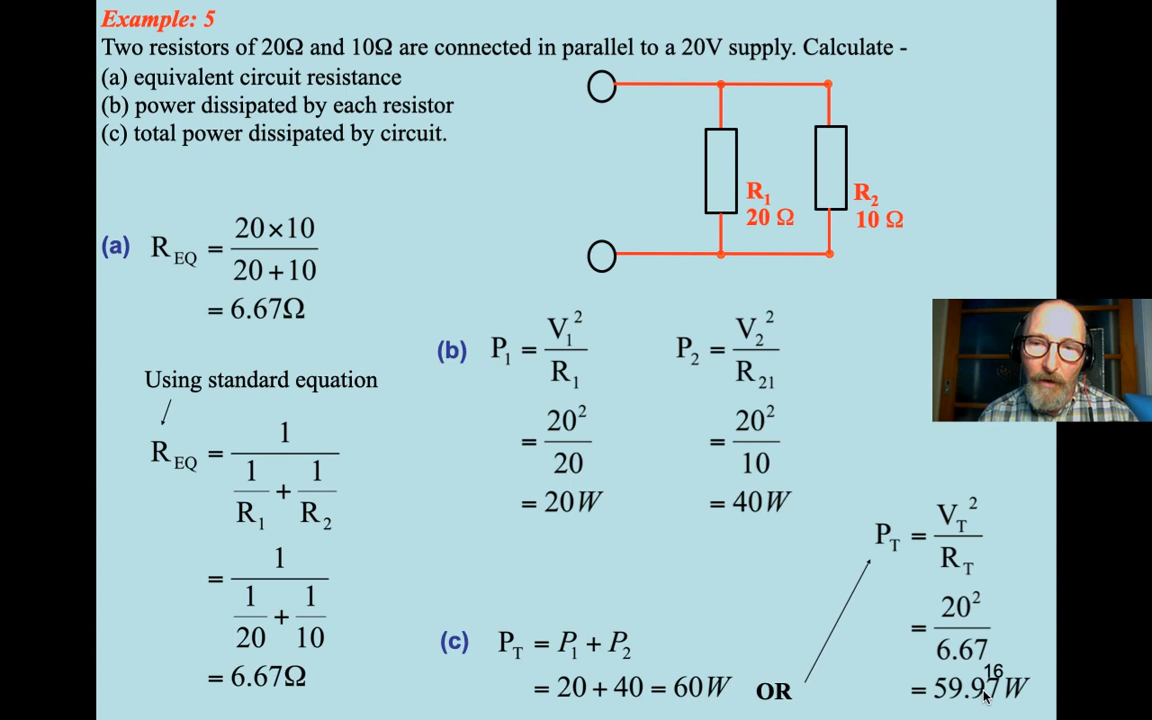 Example: 5
Two resistors of 20Ω and 10Ω are connected in parallel to a 20V supply. Calculate -
(a) equivalent circuit resistance
(b) power dissipated by each resistor
(c) total power dissipated by circuit.
R₁
20 Ω
R₂
10 Ω
(a) R_EQ = 20×10 / 20+10
= 6.67Ω
Using standard equation
R_EQ = 1 / (1/R₁ + 1/R₂)
= 1 / (1/20 + 1/10)
= 6.67Ω
(b) P₁ = V₁² / R₁
= 20² / 20
= 20W
P₂ = V₂² / R₂₁
= 20² / 10
= 40W
(c) P_T = P₁ + P₂
= 20 + 40 = 60W OR
P_T = V_T² / R_T
= 20² / 6.67
= 59.97W
16